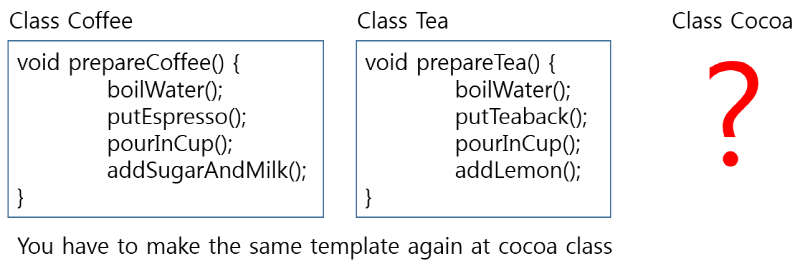 Class Coffee
void prepareCoffee() {
boilWater();
putEspresso();
pourInCup();
addSugarAndMilk();
}
Class Tea
void prepareTea() {
boilWater();
putTeaback();
pourInCup();
addLemon();
}
Class Cocoa
?
You have to make the same template again at cocoa class